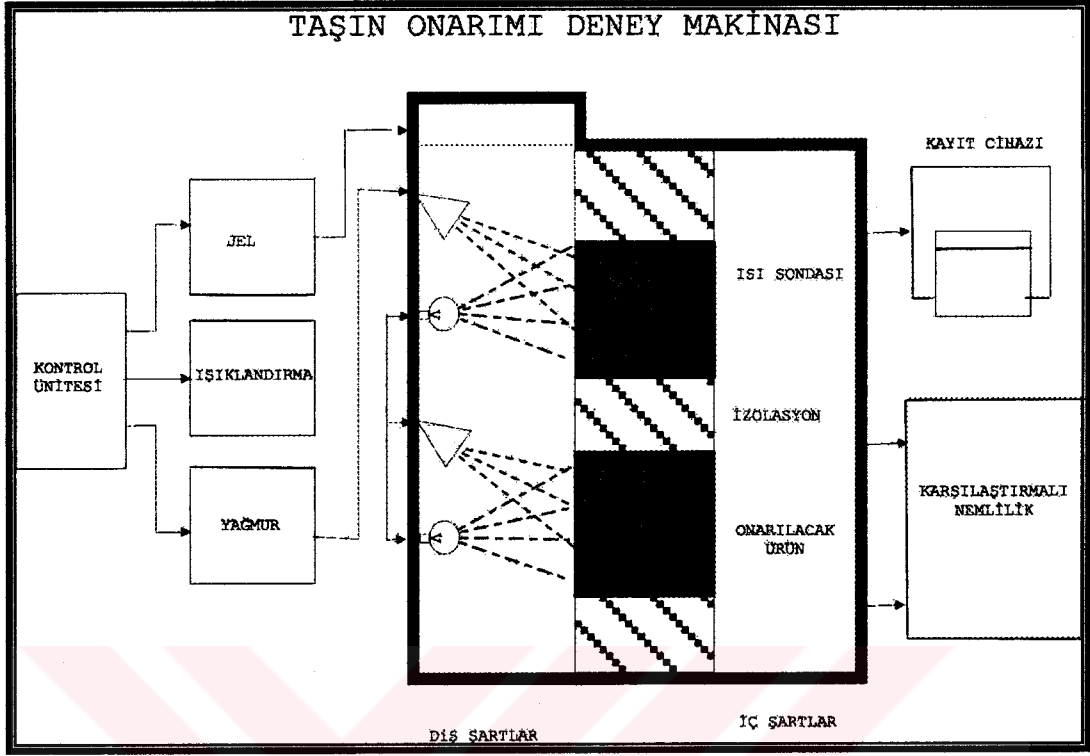 TAŞIN ONARIMI DENEY MAKİNASI
KAYIT CİHAZI
JEL
ISI SONDASI
KONTROL
ÜNİTESİ
IŞIKLANDIRMA
İZOLASYON
KARŞILAŞTIRMALI
NEMLİLİK
YAĞMUR
ONARILACAK
ÜRÜN
DIŞ ŞARTLAR
İÇ ŞARTLAR